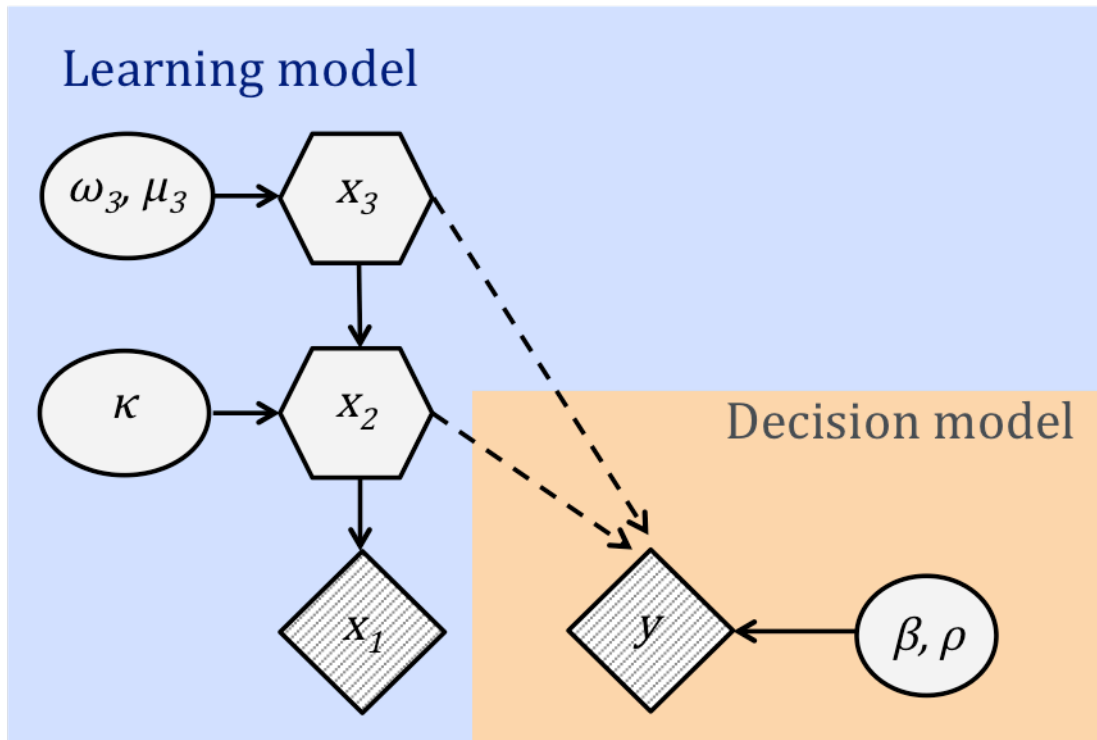 Learning model
ω₃, μ₃
x₃
κ
x₂
Decision model
x₁
y
β, ρ